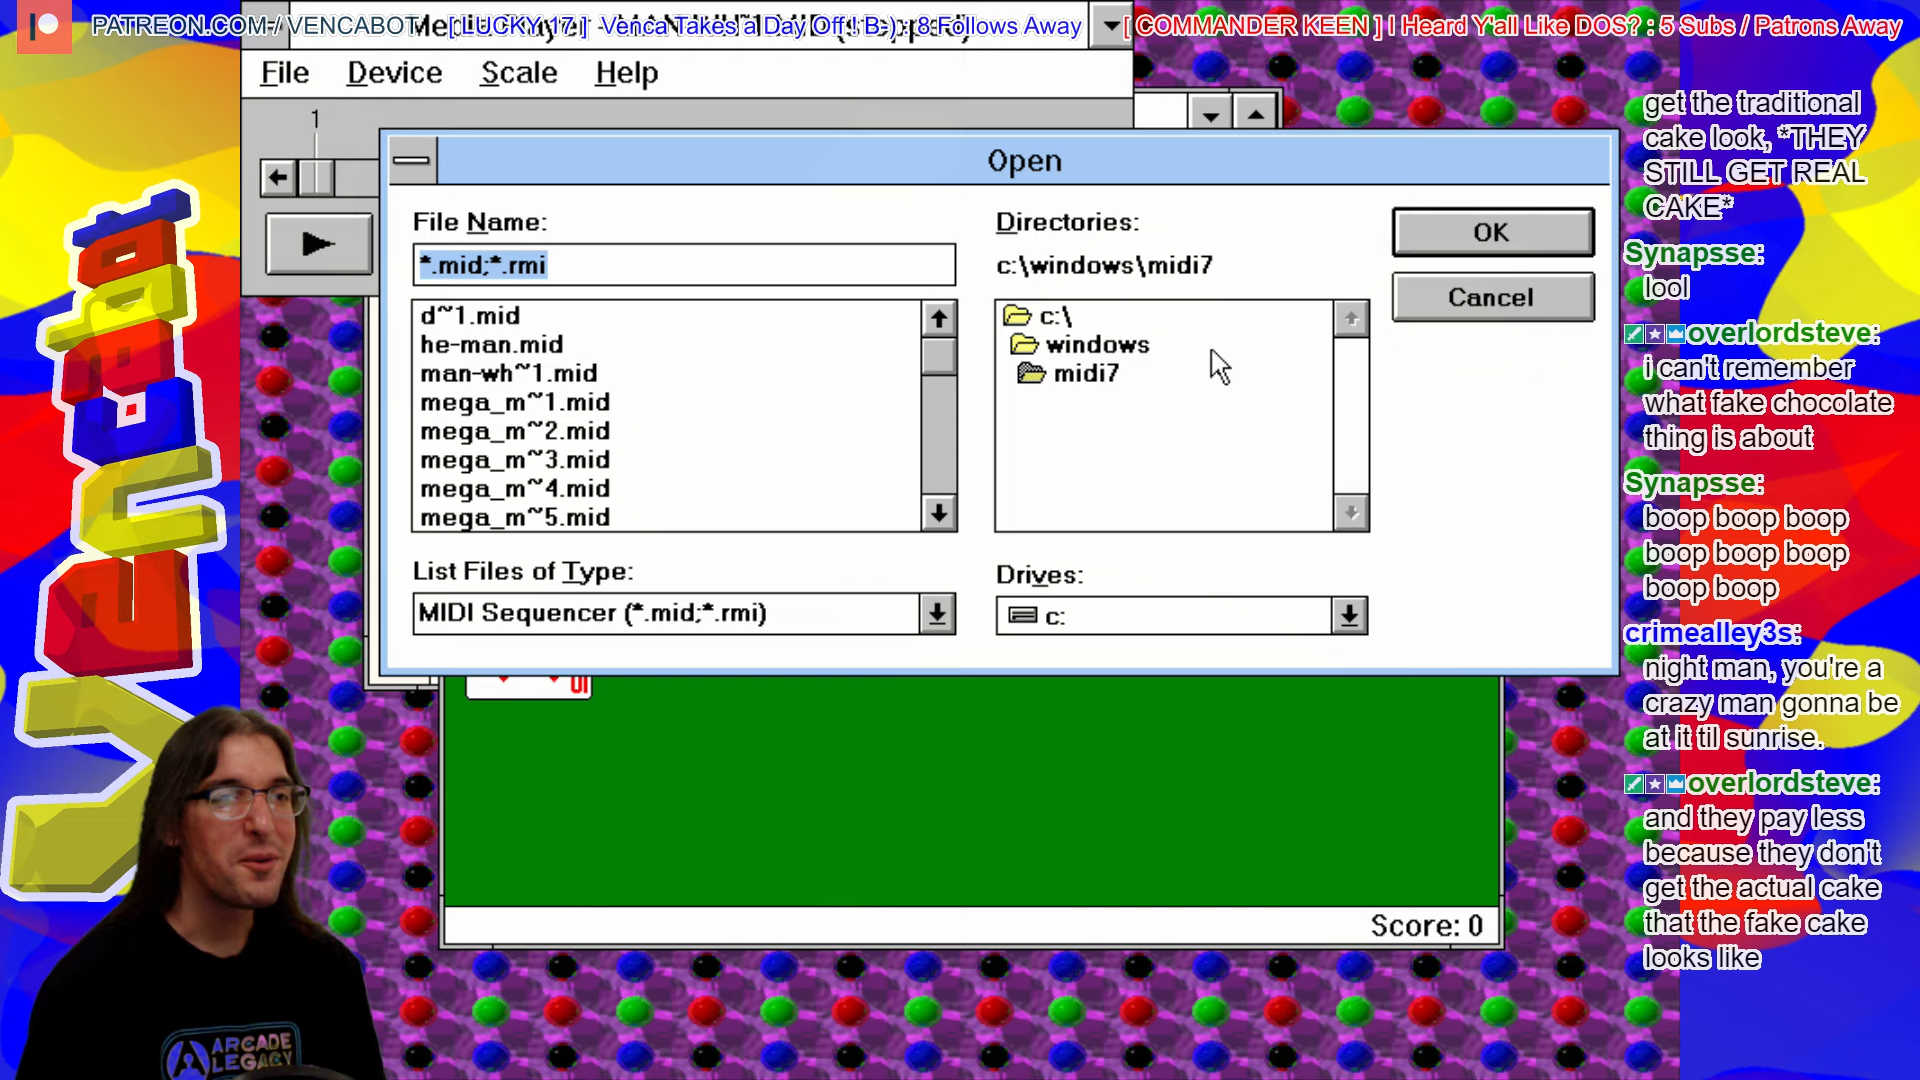 PATREON.COM / VENCABOT
[ LUCKY 17 ] Venca Takes a Day Off ( B ) : 8 Follows Away
[ COMMANDER KEEN ] I Heard Y'all Like DOS? : 5 Subs / Patrons Away
File Device Scale Help
1
Open
File Name:
*.mid;*.rmi
d~1.mid
he-man.mid
man-wh~1.mid
mega_m~1.mid
mega_m~2.mid
mega_m~3.mid
mega_m~4.mid
mega_m~5.mid
List Files of Type:
MIDI Sequencer (*.mid;*.rmi)
Directories:
c:\windows\midi7
c:\
windows
midi7
Drives:
c:
OK
Cancel
Score: 0
Vencabot
ARCADE
LEGACY
get the traditional
cake look, *THEY
STILL GET REAL
CAKE*
Synapsse:
lool
overlordsteve:
i can't remember
what fake chocolate
thing is about
Synapsse:
boop boop boop
boop boop boop
boop boop
crimealley3s:
night man, you're a
crazy man gonna be
at it til sunrise.
overlordsteve:
and they pay less
because they don't
get the actual cake
that the fake cake
looks like